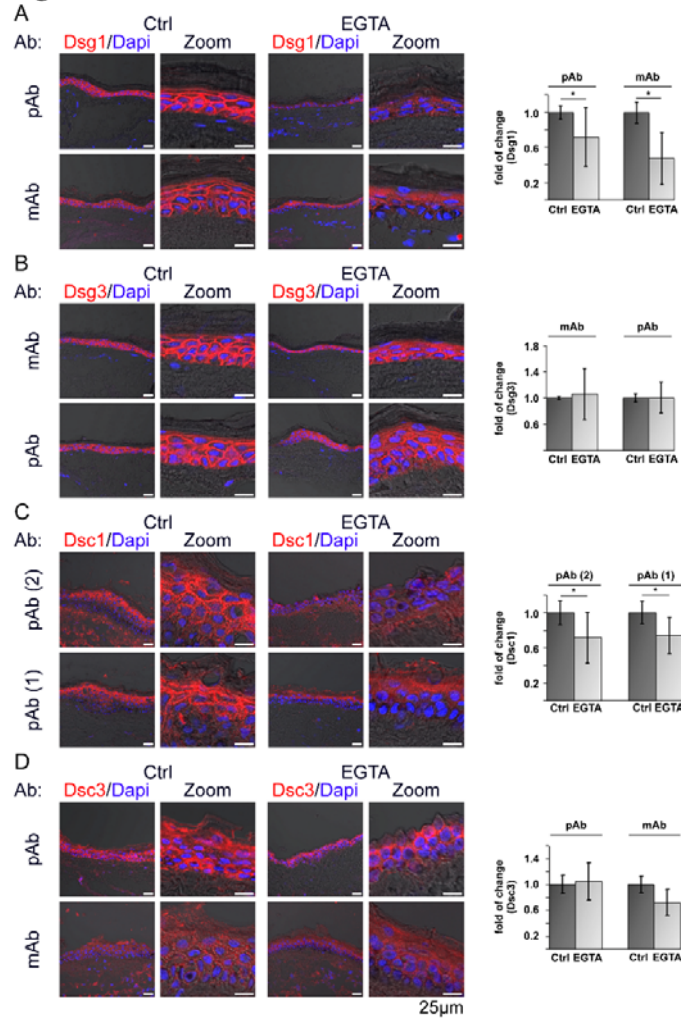 A
Ctrl EGTA
Ab: Dsg1/Dapi Zoom Dsg1/Dapi Zoom
pAb
mAb
pAb mAb
* *
fold of change
(Dsg1)
1.0
0.6
0.2
Ctrl EGTA Ctrl EGTA
B
Ctrl EGTA
Ab: Dsg3/Dapi Zoom Dsg3/Dapi Zoom
mAb
pAb
mAb pAb
fold of change
(Dsg3)
1.8
1.4
1.0
0.6
Ctrl EGTA Ctrl EGTA
C
Ctrl EGTA
Ab: Dsc1/Dapi Zoom Dsc1/Dapi Zoom
pAb (2)
pAb (1)
pAb (2) pAb (1)
* *
fold of change
(Dsc1)
1.0
0.6
0.2
Ctrl EGTA Ctrl EGTA
D
Ctrl EGTA
Ab: Dsc3/Dapi Zoom Dsc3/Dapi Zoom
pAb
mAb
pAb mAb
fold of change
(Dsc3)
1.4
1.0
0.6
0.2
Ctrl EGTA Ctrl EGTA
25µm